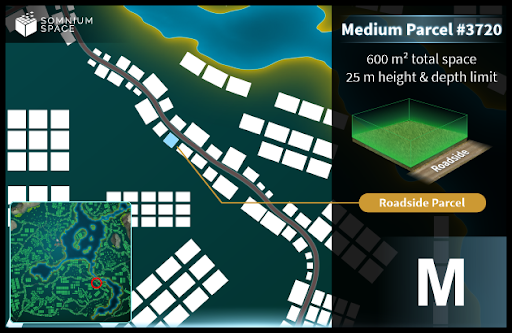 SOMNIUM
SPACE
Medium Parcel #3720
600 m² total space
25 m height & depth limit
Roadside
Roadside Parcel
M